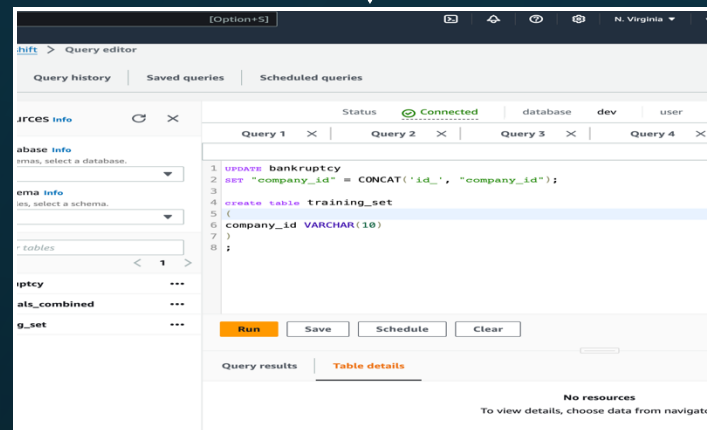 [Option+S]
N. Virginia
hift > Query editor
Query history
Saved queries
Scheduled queries
urces Info
Status
Connected
database
dev
user
Query 1
Query 2
Query 3
Query 4
abase Info
emas, select a database.
ema Info
les, select a schema.
r tables
< 1 >
uptcy
als_combined
g_set
1 UPDATE bankruptcy
2 SET "company_id" = CONCAT('id_', "company_id");
3
4 create table training_set
5 (
6 company_id VARCHAR(10)
7 )
8 ;
Run
Save
Schedule
Clear
Query results
Table details
No resources
To view details, choose data from navigato